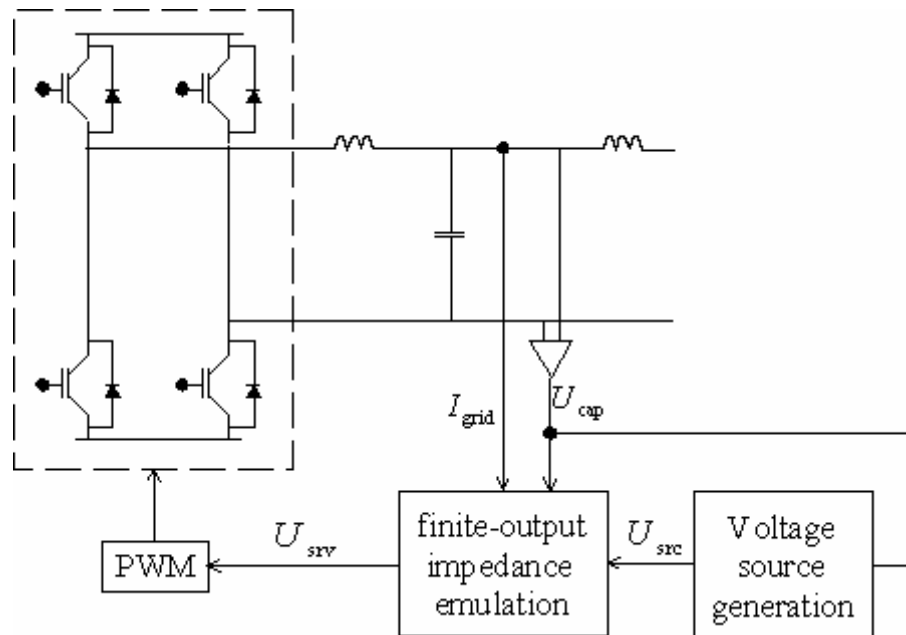 I grid
U cap
PWM
U srv
finite-output
impedance
emulation
U src
Voltage
source
generation